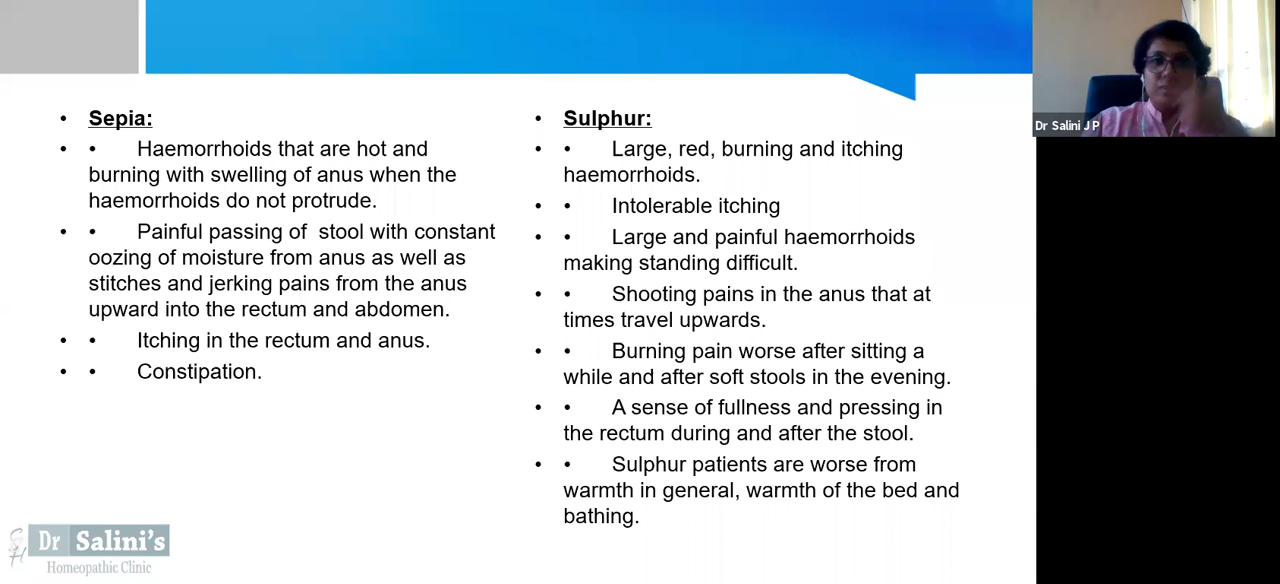 • Sepia:
• • Haemorrhoids that are hot and
burning with swelling of anus when the
haemorrhoids do not protrude.
• • Painful passing of  stool with constant
oozing of moisture from anus as well as
stitches and jerking pains from the anus
upward into the rectum and abdomen.
• • Itching in the rectum and anus.
• • Constipation.
• Sulphur:
• • Large, red, burning and itching
haemorrhoids.
• • Intolerable itching
• • Large and painful haemorrhoids
making standing difficult.
• • Shooting pains in the anus that at
times travel upwards.
• • Burning pain worse after sitting a
while and after soft stools in the evening.
• • A sense of fullness and pressing in
the rectum during and after the stool.
• • Sulphur patients are worse from
warmth in general, warmth of the bed and
bathing.
Dr Salini J P
Dr Salini's
Homeopathic Clinic